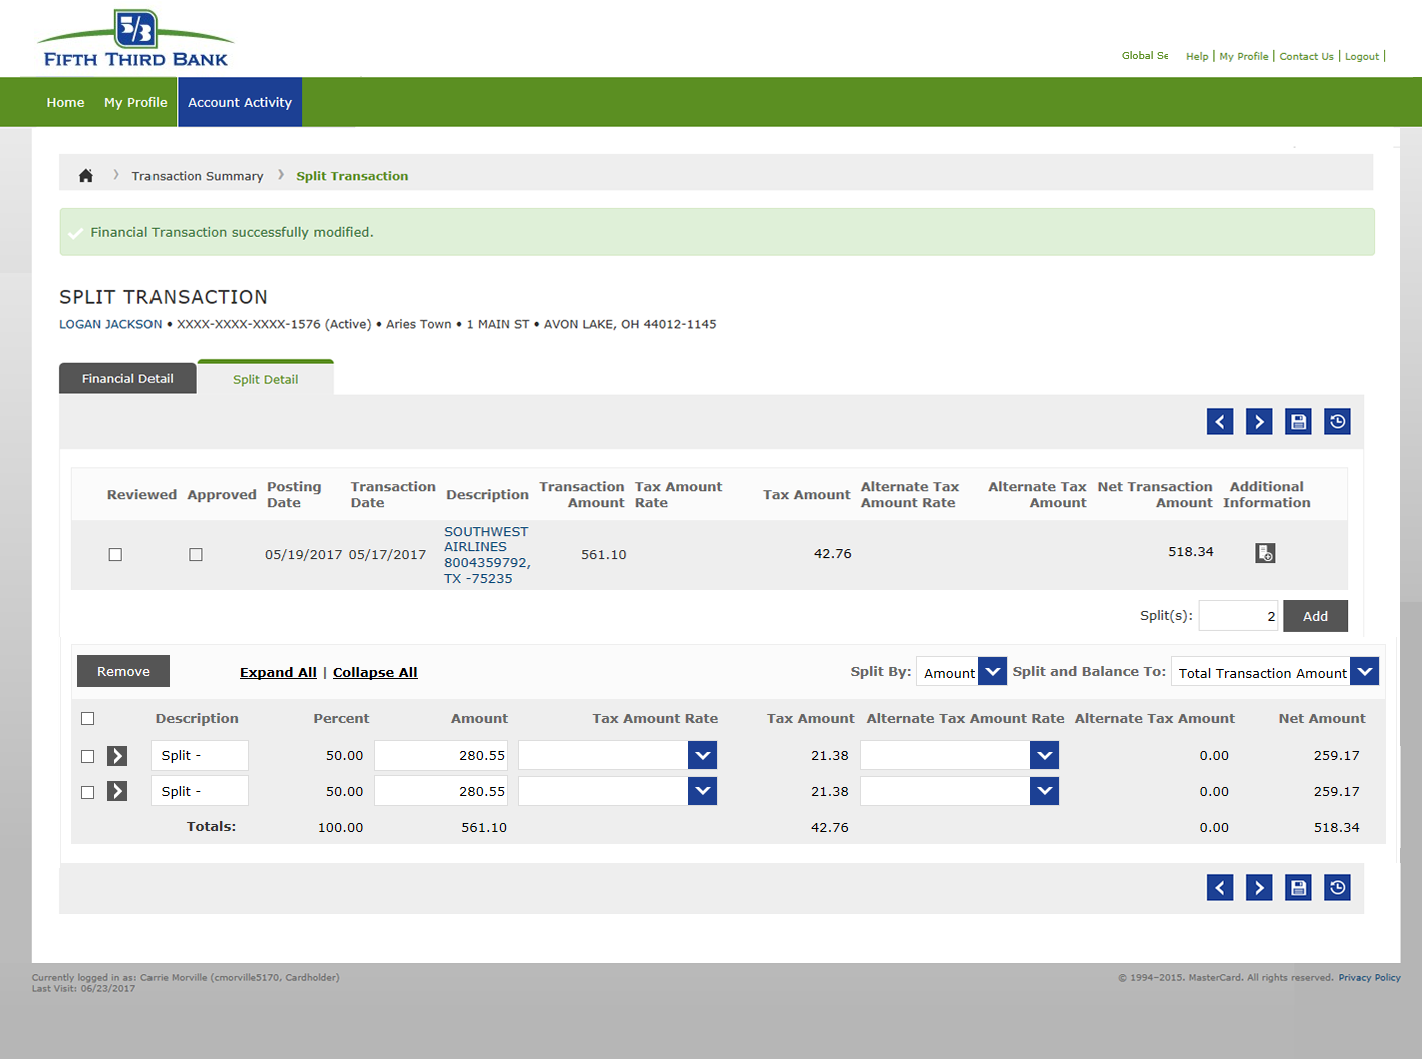 5/3
FIFTH THIRD BANK
Global Se Help | My Profile | Contact Us | Logout |
Home My Profile Account Activity
Transaction Summary Split Transaction
Financial Transaction successfully modified.
SPLIT TRANSACTION
LOGAN JACKSON • XXXX-XXXX-XXXX-1576 (Active) • Aries Town • 1 MAIN ST • AVON LAKE, OH 44012-1145
Financial Detail Split Detail
Reviewed Approved Posting Date Transaction Date Description Transaction Amount Tax Amount Rate Tax Amount Alternate Tax Amount Rate Alternate Tax Amount Net Transaction Amount Additional Information
05/19/2017 05/17/2017 SOUTHWEST AIRLINES 8004359792, TX -75235 561.10 42.76 518.34
Split(s): 2 Add
Remove Expand All | Collapse All Split By: Amount Split and Balance To: Total Transaction Amount
Description Percent Amount Tax Amount Rate Tax Amount Alternate Tax Amount Rate Alternate Tax Amount Net Amount
Split - 50.00 280.55 21.38 0.00 259.17
Split - 50.00 280.55 21.38 0.00 259.17
Totals: 100.00 561.10 42.76 0.00 518.34
Currently logged in as: Carrie Morville (cmorville5170, Cardholder) © 1994-2015. MasterCard. All rights reserved. Privacy Policy
Last Visit: 06/23/2017